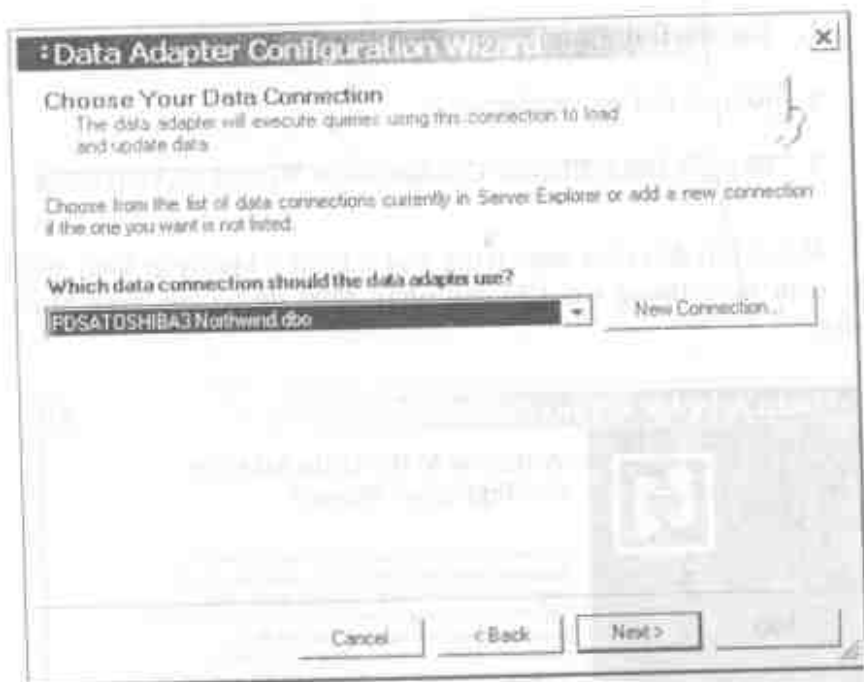 :Data Adapter Configuration Wizard
Choose Your Data Connection
The data adapter will execute queries using this connection to load
and update data
Choose from the list of data connections currently in Server Explorer or add a new connection
if the one you want is not listed.
Which data connection should the data adapter use?
PDSATOSHIBA3.Northwind.dbo
New Connection...
Cancel
< Back
Next >